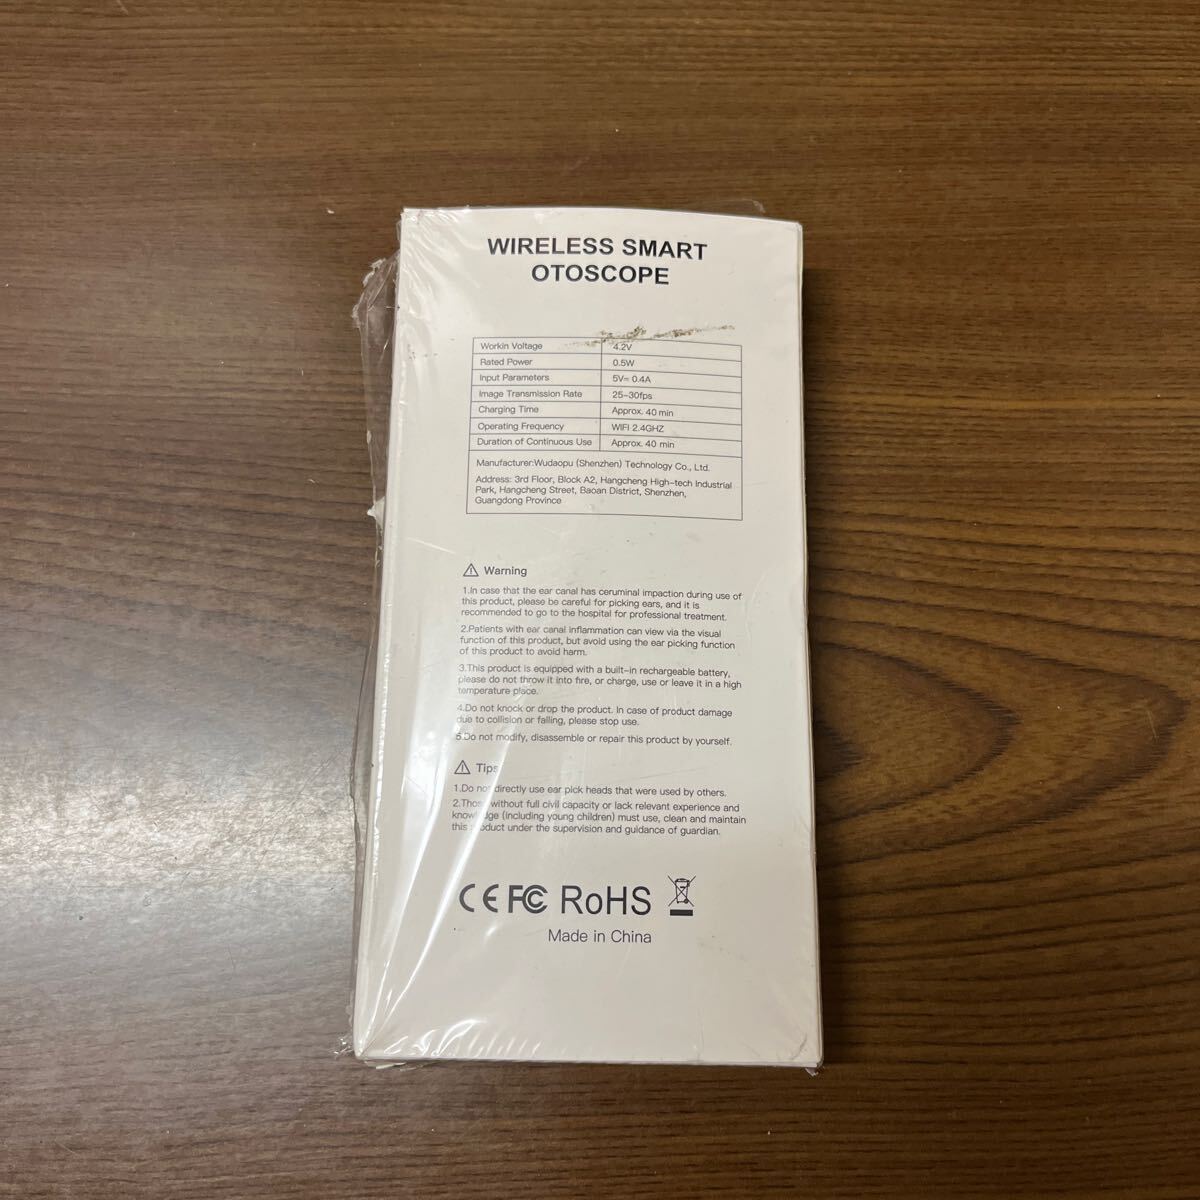 WIRELESS SMART
OTOSCOPE
Workin Voltage 4.2V
Rated Power 0.5W
Input Parameters 5V= 0.4A
Image Transmission Rate 25-30fps
Charging Time Approx. 40 min
Operating Frequency WIFI 2.4GHZ
Duration of Continuous Use Approx. 40 min
Manufacturer:Wudaopu (Shenzhen) Technology Co., Ltd.
Address: 3rd Floor, Block A2, Hangcheng High-tech Industrial
Park, Hangcheng Street, Baoan District, Shenzhen,
Guangdong Province
Warning
1.In case that the ear canal has ceruminal impaction during use of
this product, please be careful for picking ears, and it is
recommended to go to the hospital for professional treatment.
2.Patients with ear canal inflammation can view via the visual
function of this product, but avoid using the ear picking function
of this product to avoid harm.
3.This product is equipped with a built-in rechargeable battery,
please do not throw it into fire, or charge, use or leave it in a high
temperature place.
4.Do not knock or drop the product. In case of product damage
due to collision or falling, please stop use.
5.Do not modify, disassemble or repair this product by yourself.
Tips
1.Do not directly use ear pick heads that were used by others.
2.Those without full civil capacity or lack relevant experience and
knowledge (including young children) must use, clean and maintain
this product under the supervision and guidance of guardian.
CE FC RoHS
Made in China